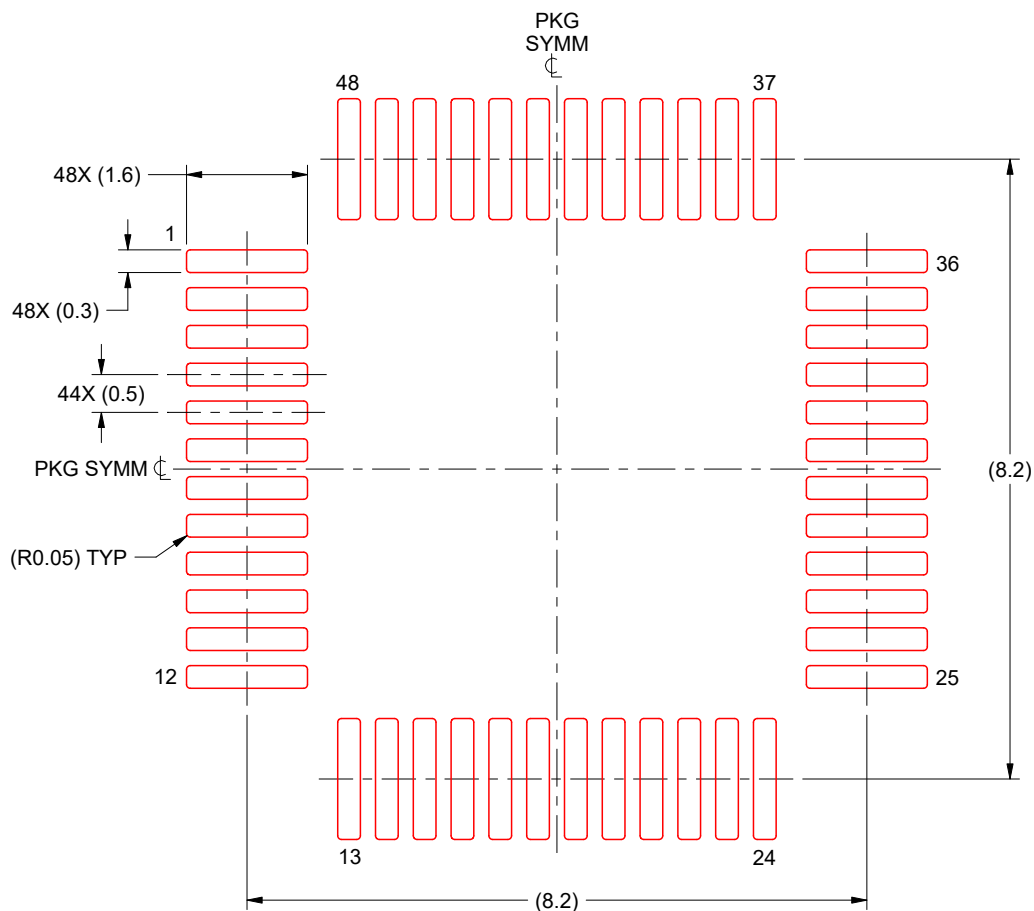 PKG
SYMM
℄
48
37
48X (1.6)
1
36
48X (0.3)
44X (0.5)
PKG SYMM ℄
(8.2)
(R0.05) TYP
12
25
13
24
(8.2)